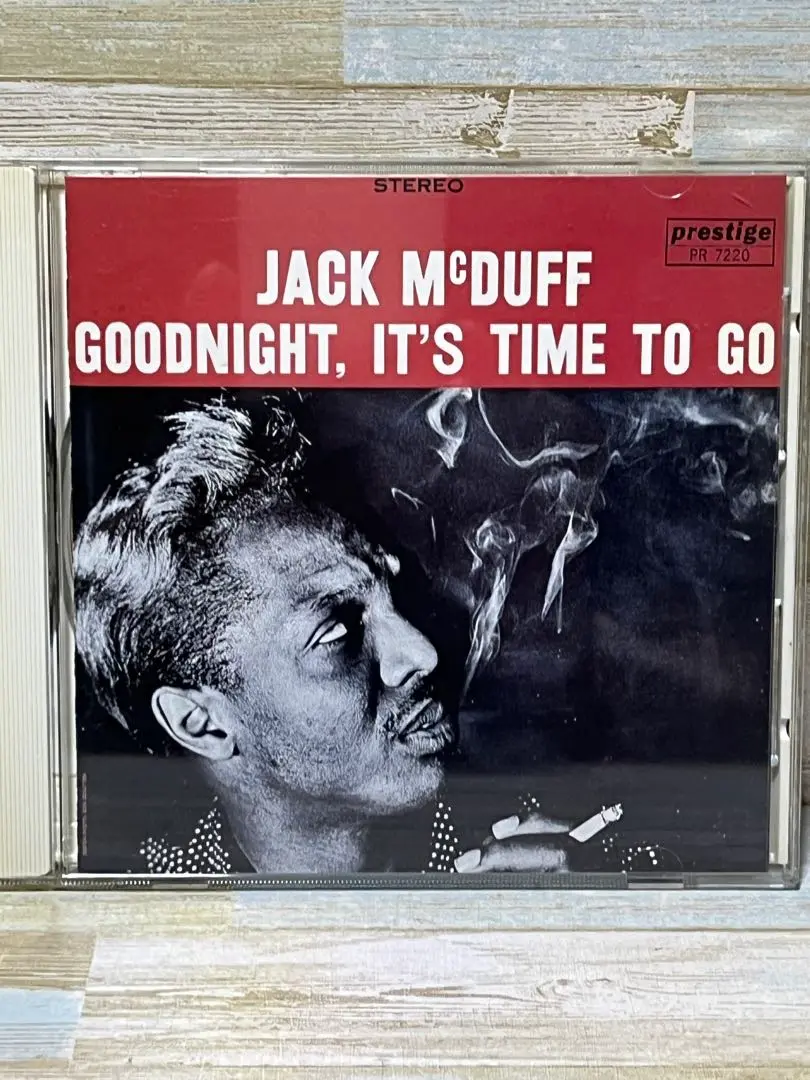 STEREO
prestige
PR 7220
JACK McDUFF
GOODNIGHT, IT'S TIME TO GO